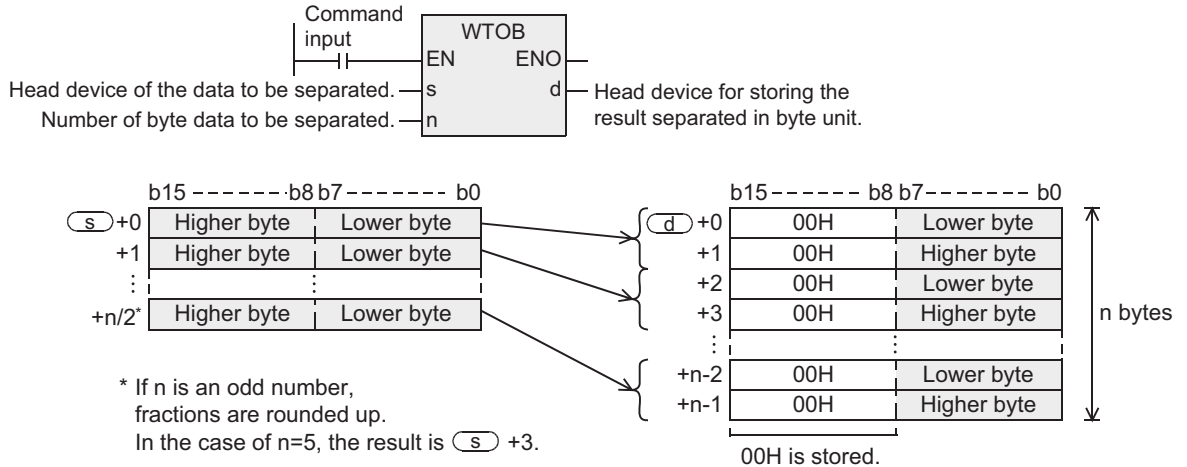 Command
input
WTOB
EN ENO
Head device of the data to be separated. s d Head device for storing the
result separated in byte unit.
Number of byte data to be separated. n
b15 b8 b7 b0 b15 b8 b7 b0
s +0 Higher byte Lower byte d +0 00H Lower byte
+1 Higher byte Lower byte +1 00H Higher byte
+2 00H Lower byte
+n/2* Higher byte Lower byte +3 00H Higher byte
n bytes
+n-2 00H Lower byte
+n-1 00H Higher byte
* If n is an odd number,
fractions are rounded up.
In the case of n=5, the result is s +3.
00H is stored.